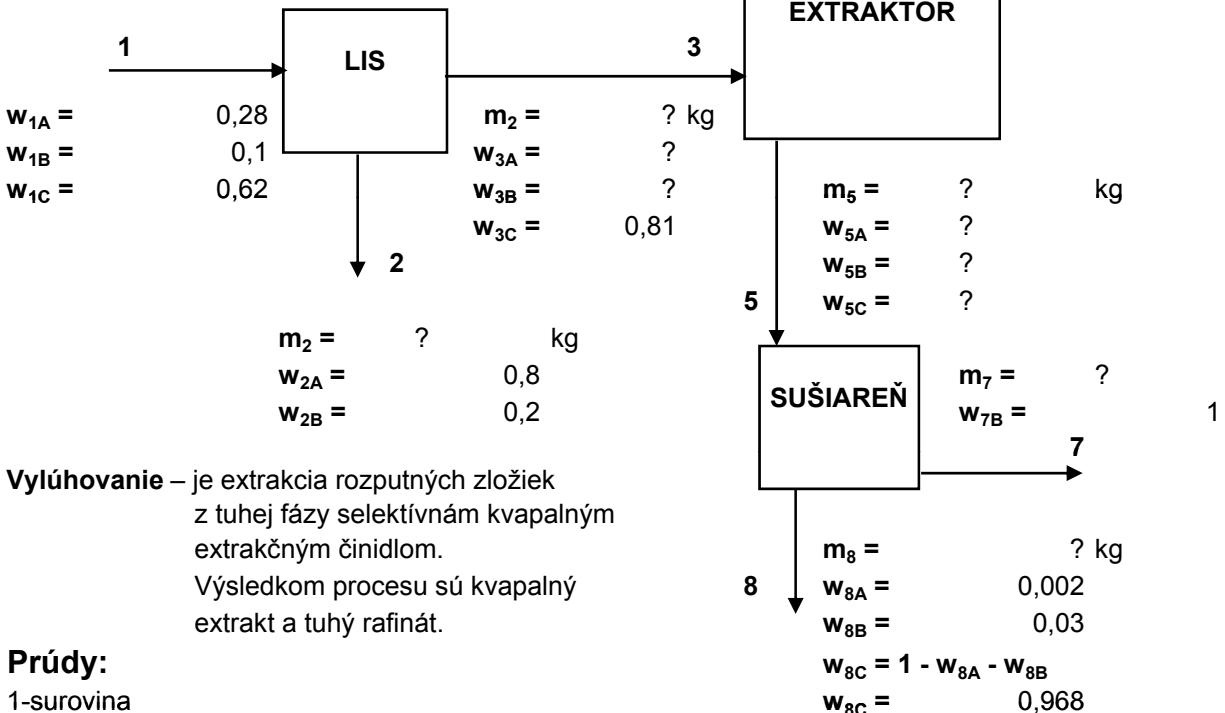 EXTRAKTOR
1
LIS
3
w1A = 0,28
w1B = 0,1
w1C = 0,62
m2 = ? kg
w3A = ?
w3B = ?
w3C = 0,81
2
m5 = ? kg
w5A = ?
w5B = ?
w5C = ?
5
m2 = ? kg
w2A = 0,8
w2B = 0,2
SUŠIAREŇ
m7 = ?
w7B = 1
7
Vylúhovanie – je extrakcia rozputných zložiek
z tuhej fázy selektívnám kvapalným
extrakčným činidlom.
Výsledkom procesu sú kvapalný
extrakt a tuhý rafinát.
8
m8 = ? kg
w8A = 0,002
w8B = 0,03
w8C = 1 - w8A - w8B
w8C = 0,968
Prúdy:
1-surovina